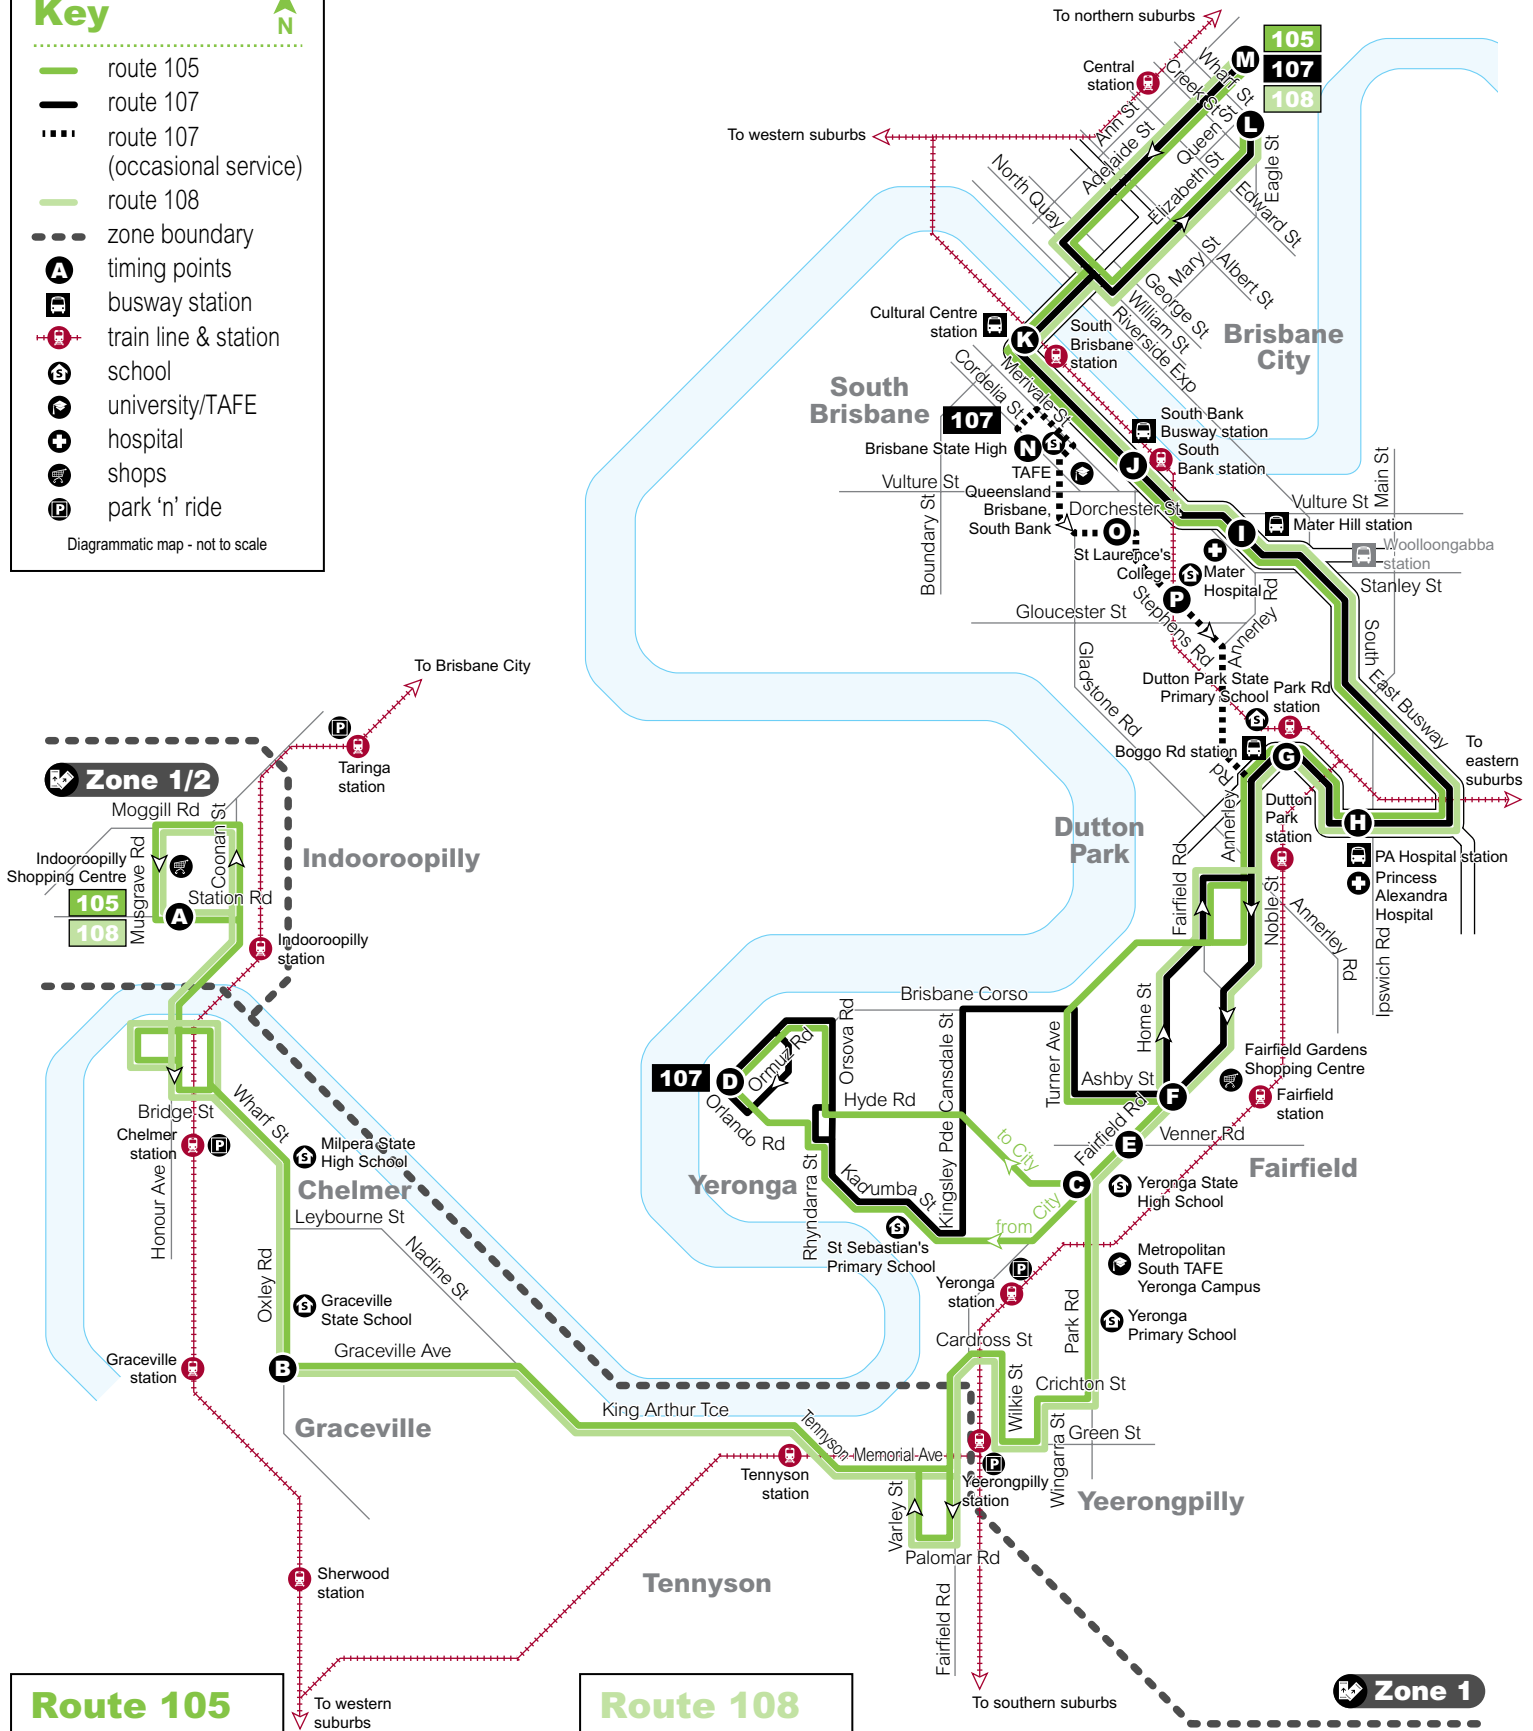 Key
N
route 105
route 107
route 107
(occasional service)
route 108
zone boundary
A
timing points
busway station
train line & station
school
university/TAFE
hospital
shops
P
park ‘n’ ride
Diagrammatic map - not to scale
To northern suburbs
Central
station
To western suburbs
M
105
107
108
L
Wharf St
Creek St
Ann St
Adelaide St
Queen St
Elizabeth St
Eagle St
Edward St
North Quay
Mary St
Albert St
George St
William St
Riverside Exp
Brisbane
City
Cultural Centre
station
K
South
Brisbane
station
South
Brisbane
Merivale St
Cordelia St
107
Brisbane State High
N
TAFE
Queensland
Brisbane,
South Bank
South Bank
Busway station
J
South
Bank station
Vulture St
Boundary St
Dorchester St
O
St Laurence's
College
I
Vulture St
Main St
Mater Hill station
Woolloongabba
station
Stanley St
Mater
Hospital
P
Gloucester St
Stephens Rd
Annerley Rd
Gladstone Rd
South East Busway
Dutton Park State
Primary School
Park Rd
station
Boggo Rd station
G
To
eastern
suburbs
Dutton
Park
Dutton
Park
station
H
PA Hospital station
Princess
Alexandra
Hospital
Annerley Rd
Fairfield Rd
Noble St
Annerley Rd
Ipswich Rd
To Brisbane City
P
Taringa
station
Zone 1/2
Moggill Rd
Coonan St
Indooroopilly
Indooroopilly
Shopping Centre
105
108
Musgrave Rd
Station Rd
A
Indooroopilly
station
Brisbane Corso
Orsova Rd
Cansdale St
Kingsley Pde
Turner Ave
Home St
Ashby St
F
Fairfield Gardens
Shopping Centre
Fairfield
station
107
D
Ormuz Rd
Orlando Rd
Hyde Rd
Fairfield Rd
E
Venner Rd
Fairfield
to City
from City
C
Yeronga State
High School
Yeronga
Rhyndarra St
Kadumba St
St Sebastian's
Primary School
Bridge St
Wharf St
Chelmer
station
P
Milpera State
High School
Chelmer
Honour Ave
Leybourne St
Nadine St
Oxley Rd
Graceville
State School
Graceville
station
B
Graceville Ave
Graceville
King Arthur Tce
Metropolitan
South TAFE
Yeronga Campus
P
Yeronga
station
Park Rd
Yeronga
Primary School
Cardross St
Wilkie St
Crichton St
Green St
Wingarra St
Tennyson Memorial Ave
Tennyson
station
P
Yeerongpilly
station
Yeerongpilly
Varley St
Palomar Rd
Fairfield Rd
Tennyson
Sherwood
station
To western
suburbs
To southern suburbs
Zone 1
Route 105
Route 108